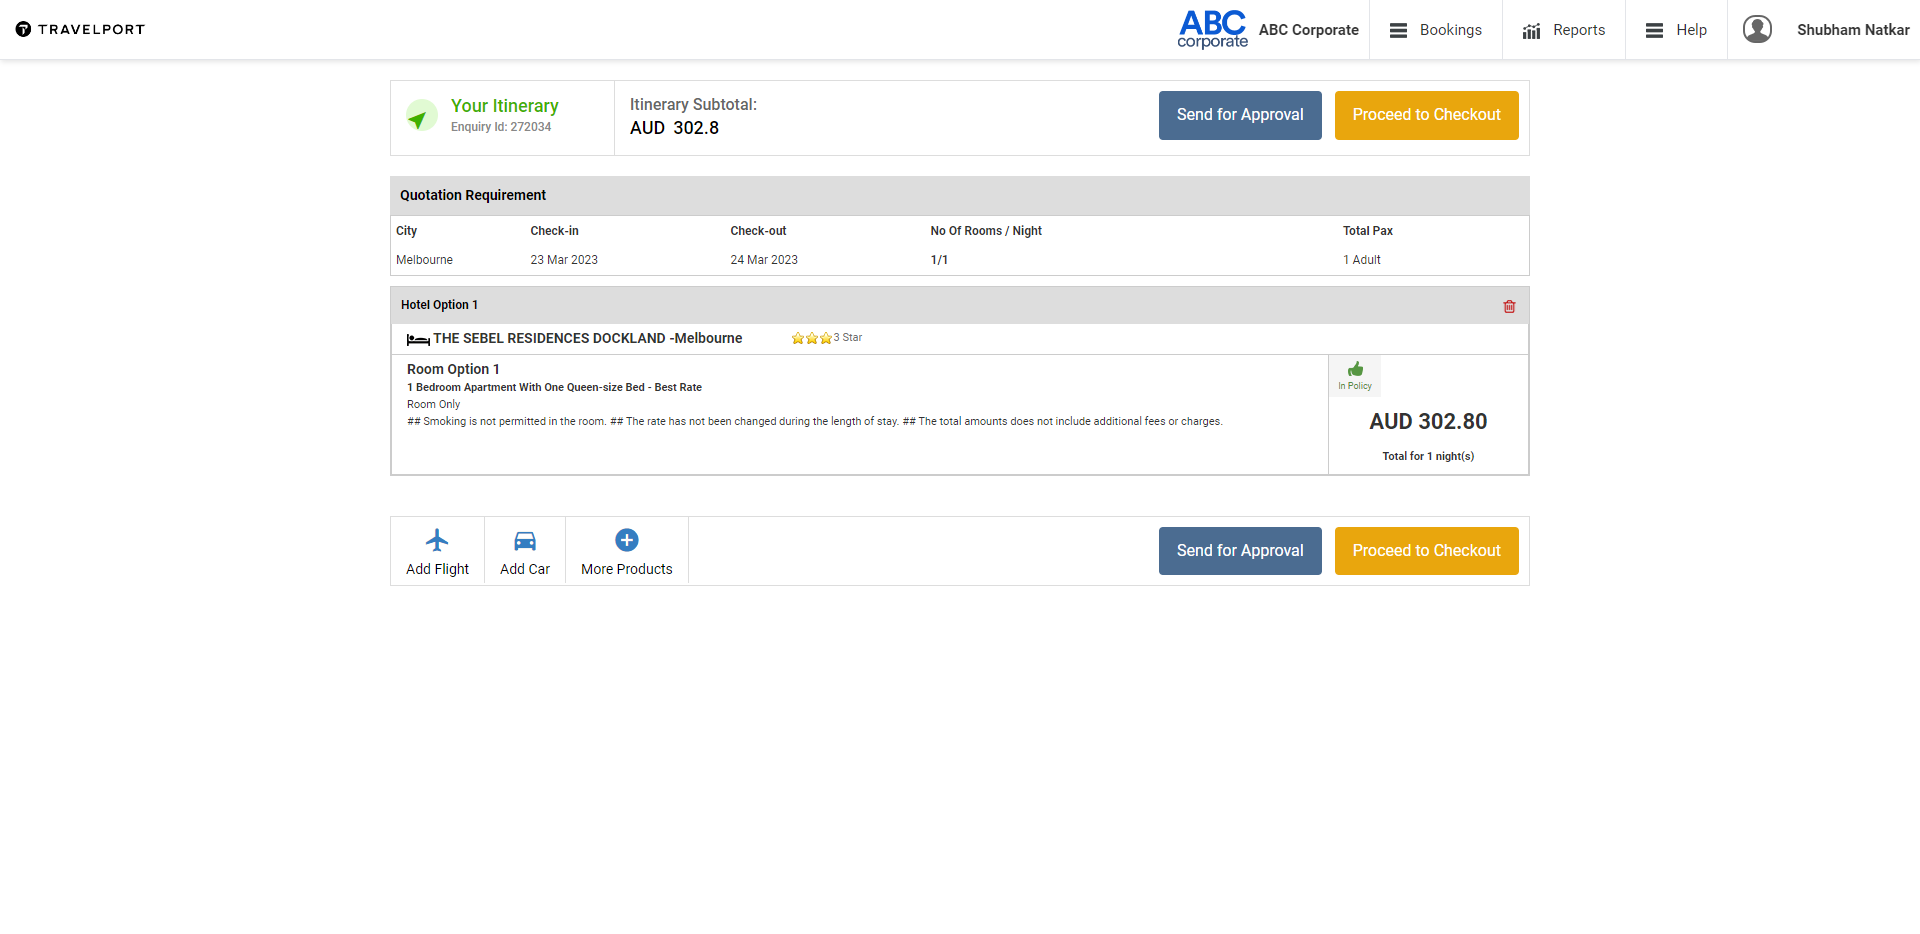 TRAVELPORT
ABC
corporate
ABC Corporate
Bookings
Reports
Help
Shubham Natkar
Your Itinerary
Enquiry Id: 272034
Itinerary Subtotal:
AUD 302.8
Send for Approval
Proceed to Checkout
Quotation Requirement
City Check-in Check-out No Of Rooms / Night Total Pax
Melbourne 23 Mar 2023 24 Mar 2023 1/1 1 Adult
Hotel Option 1
THE SEBEL RESIDENCES DOCKLAND -Melbourne 3 Star
Room Option 1
1 Bedroom Apartment With One Queen-size Bed - Best Rate
Room Only
## Smoking is not permitted in the room. ## The rate has not been changed during the length of stay. ## The total amounts does not include additional fees or charges.
In Policy
AUD 302.80
Total for 1 night(s)
Add Flight
Add Car
More Products
Send for Approval
Proceed to Checkout